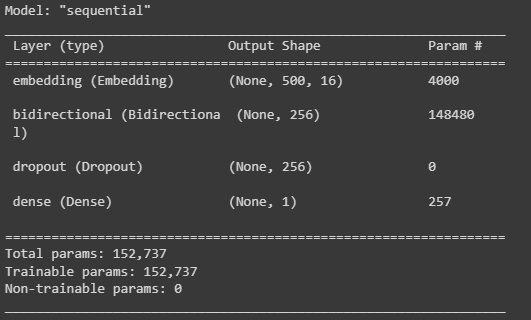 Model: "sequential"
_________________________________________________________________
Layer (type) Output Shape Param #
=================================================================
embedding (Embedding) (None, 500, 16) 4000
bidirectional (Bidirectiona (None, 256) 148480
l)
dropout (Dropout) (None, 256) 0
dense (Dense) (None, 1) 257
=================================================================
Total params: 152,737
Trainable params: 152,737
Non-trainable params: 0
_________________________________________________________________